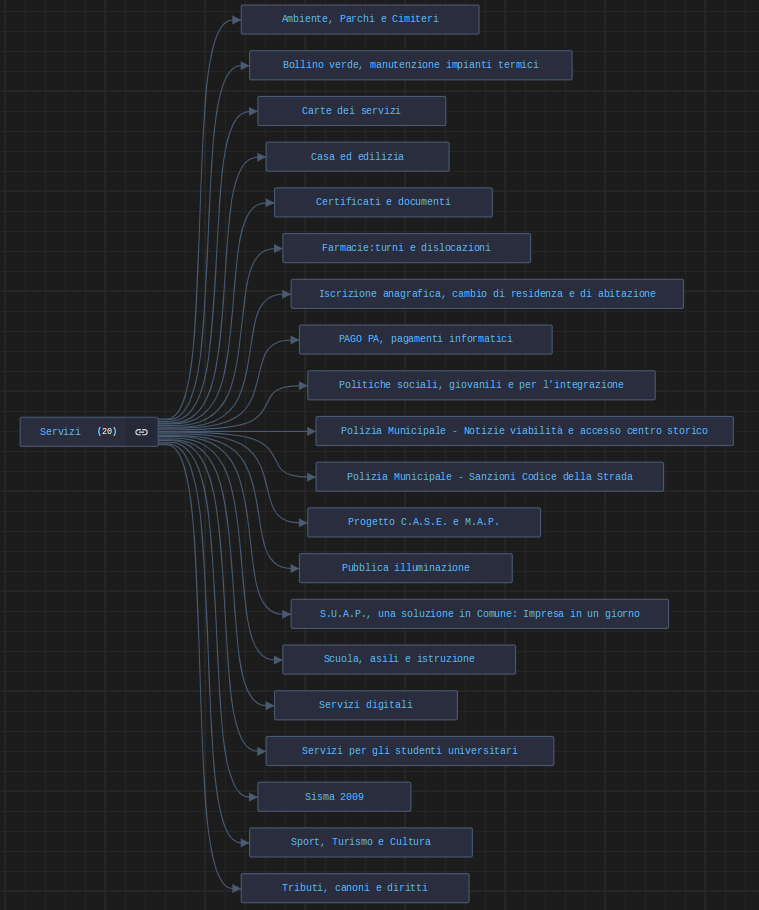 Ambiente, Parchi e Cimiteri
Bollino verde, manutenzione impianti termici
Carte dei servizi
Casa ed edilizia
Certificati e documenti
Farmacie:turni e dislocazioni
Iscrizione anagrafica, cambio di residenza e di abitazione
PAGO PA, pagamenti informatici
Politiche sociali, giovanili e per l'integrazione
Servizi (20)
Polizia Municipale - Notizie viabilità e accesso centro storico
Polizia Municipale - Sanzioni Codice della Strada
Progetto C.A.S.E. e M.A.P.
Pubblica illuminazione
S.U.A.P., una soluzione in Comune: Impresa in un giorno
Scuola, asili e istruzione
Servizi digitali
Servizi per gli studenti universitari
Sisma 2009
Sport, Turismo e Cultura
Tributi, canoni e diritti